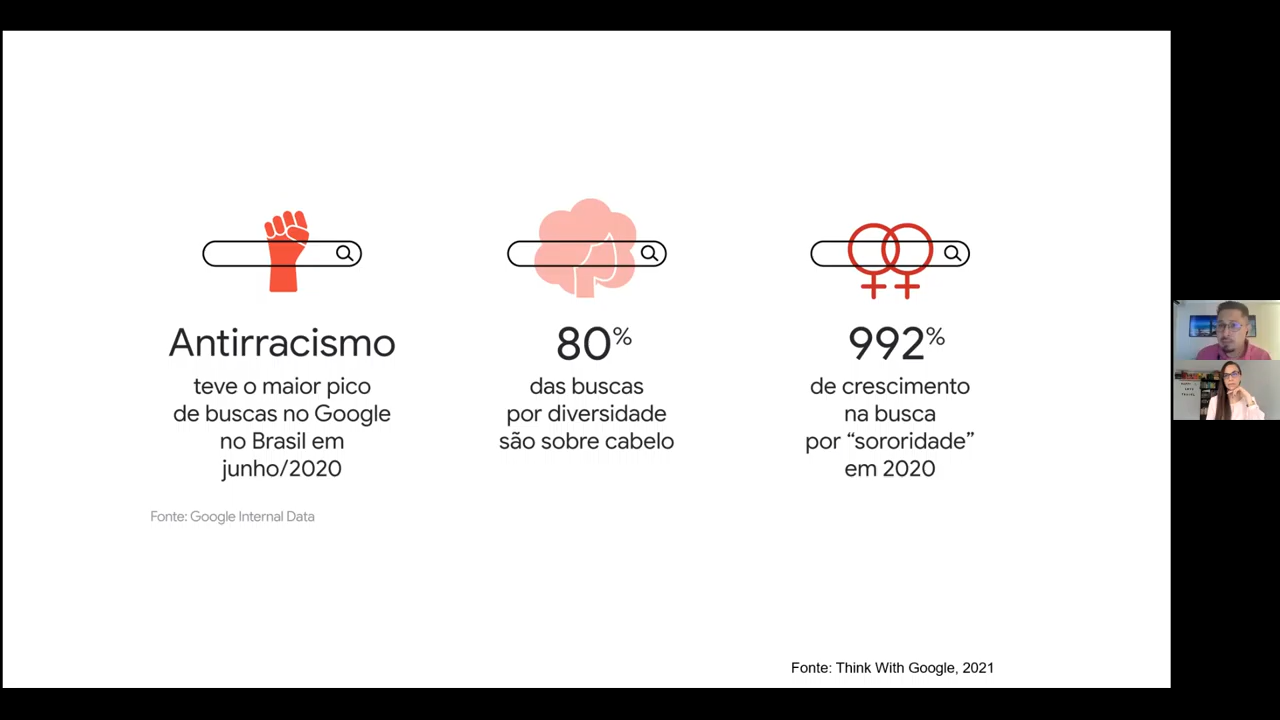 Antirracismo
teve o maior pico
de buscas no Google
no Brasil em
junho/2020
80%
das buscas
por diversidade
são sobre cabelo
992%
de crescimento
na busca
por “sororidade”
em 2020
Fonte: Google Internal Data
Fonte: Think With Google, 2021